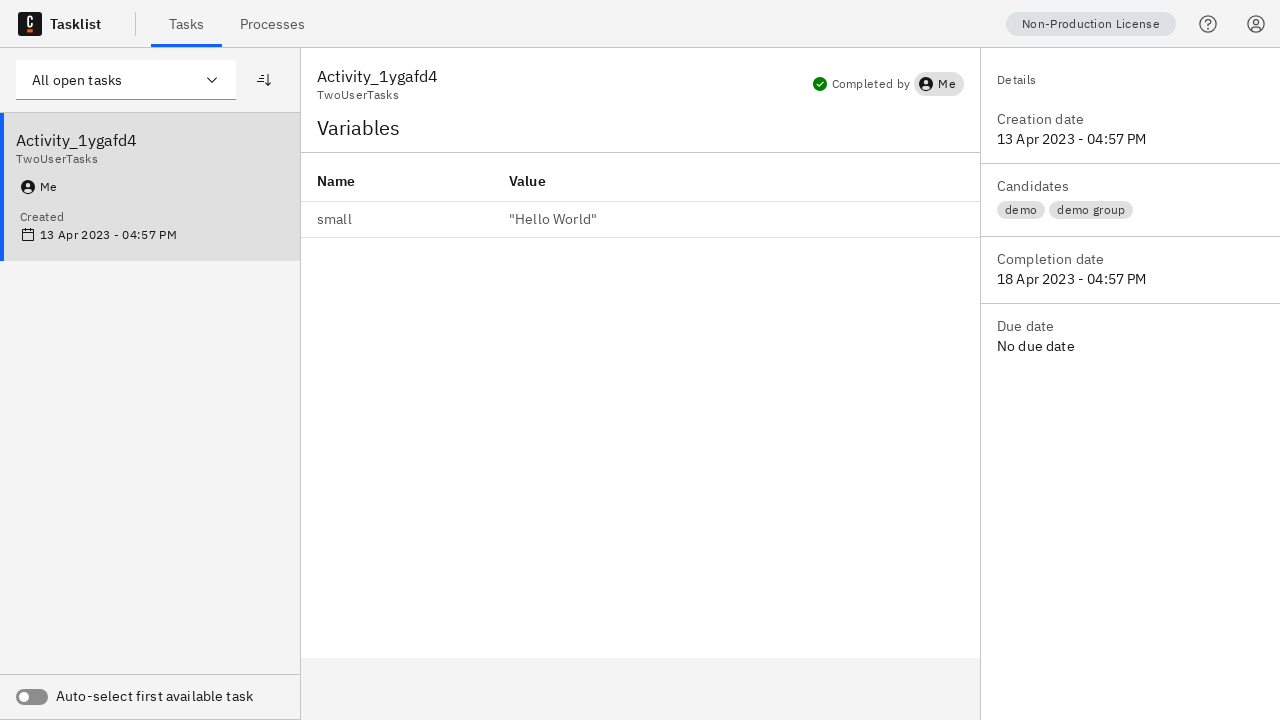 Tasklist
Tasks
Processes
Non-Production License
All open tasks
Activity_1ygafd4
TwoUserTasks
Me
Created
13 Apr 2023 - 04:57 PM
Auto-select first available task
Activity_1ygafd4
TwoUserTasks
Completed by Me
Variables
Name Value
small "Hello World"
Details
Creation date
13 Apr 2023 - 04:57 PM
Candidates
demo demo group
Completion date
18 Apr 2023 - 04:57 PM
Due date
No due date